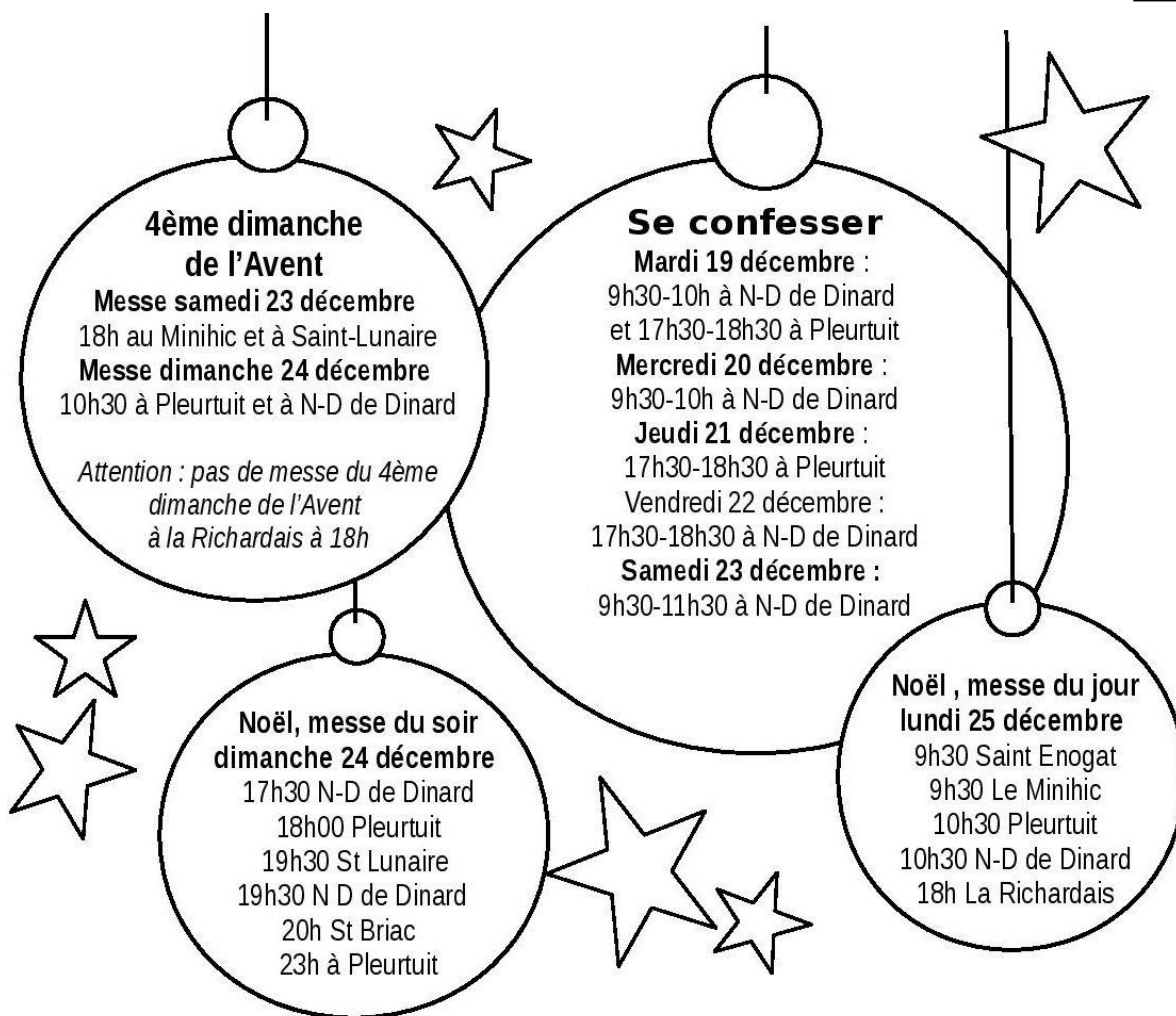 4ème dimanche
de l’Avent
Messe samedi 23 décembre
18h au Minihic et à Saint-Lunaire
Messe dimanche 24 décembre
10h30 à Pleurtuit et à N-D de Dinard
Attention : pas de messe du 4ème
dimanche de l’Avent
à la Richardais à 18h
Se confesser
Mardi 19 décembre :
9h30-10h à N-D de Dinard
et 17h30-18h30 à Pleurtuit
Mercredi 20 décembre :
9h30-10h à N-D de Dinard
Jeudi 21 décembre :
17h30-18h30 à Pleurtuit
Vendredi 22 décembre :
17h30-18h30 à N-D de Dinard
Samedi 23 décembre :
9h30-11h30 à N-D de Dinard
Noël, messe du soir
dimanche 24 décembre
17h30 N-D de Dinard
18h00 Pleurtuit
19h30 St Lunaire
19h30 N D de Dinard
20h St Briac
23h à Pleurtuit
Noël , messe du jour
lundi 25 décembre
9h30 Saint Enogat
9h30 Le Minihic
10h30 Pleurtuit
10h30 N-D de Dinard
18h La Richardais